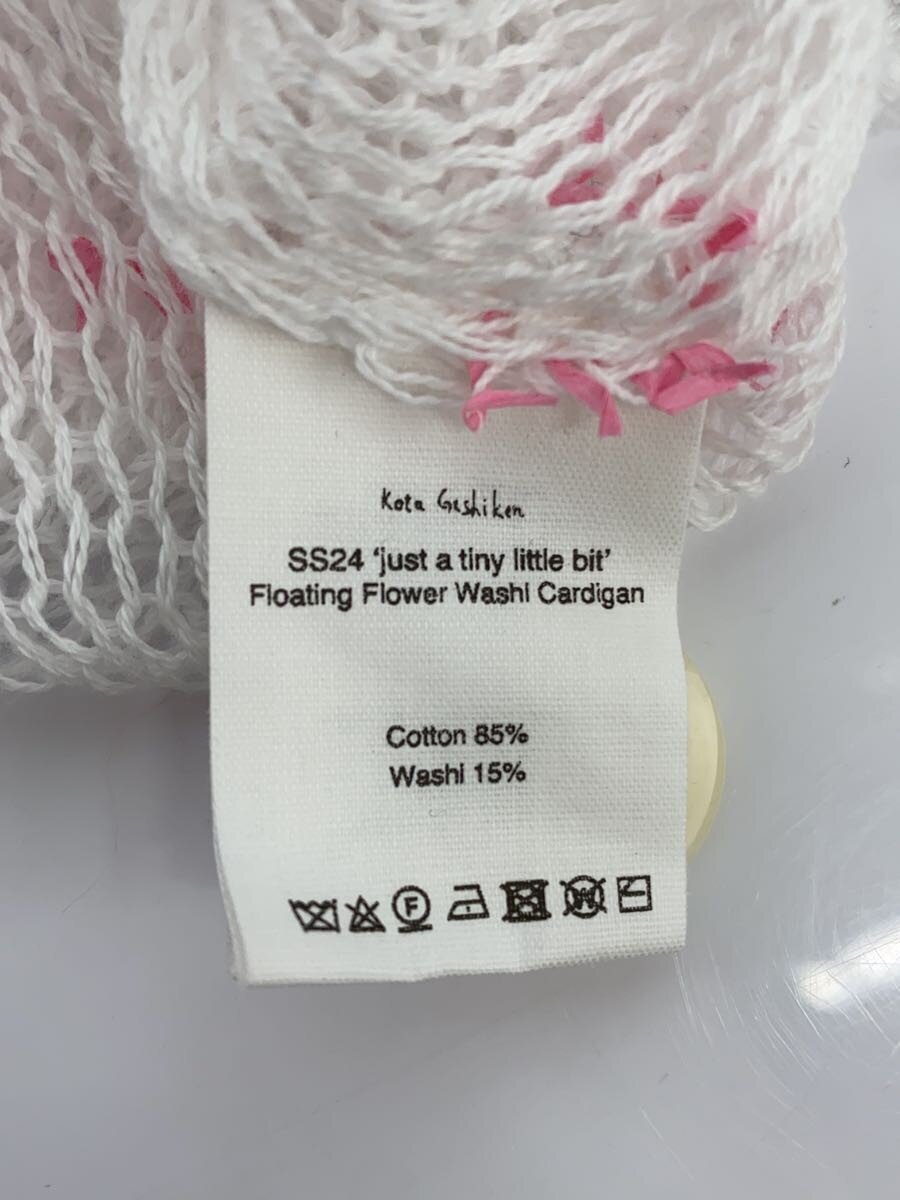 Kota Gushiken
SS24 ‘just a tiny little bit’
Floating Flower Washi Cardigan
Cotton 85%
Washi 15%
F
W